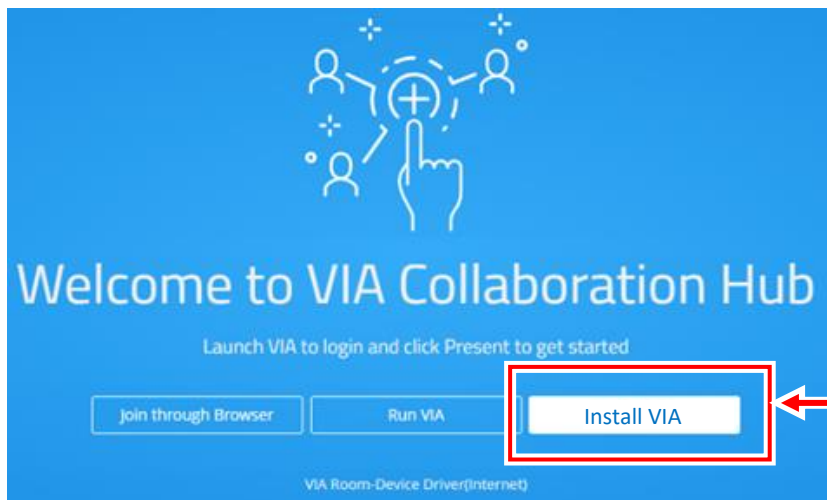 Welcome to VIA Collaboration Hub
Launch VIA to login and click Present to get started
Join through Browser
Run VIA
Install VIA
VIA Room-Device Driver(Internet)